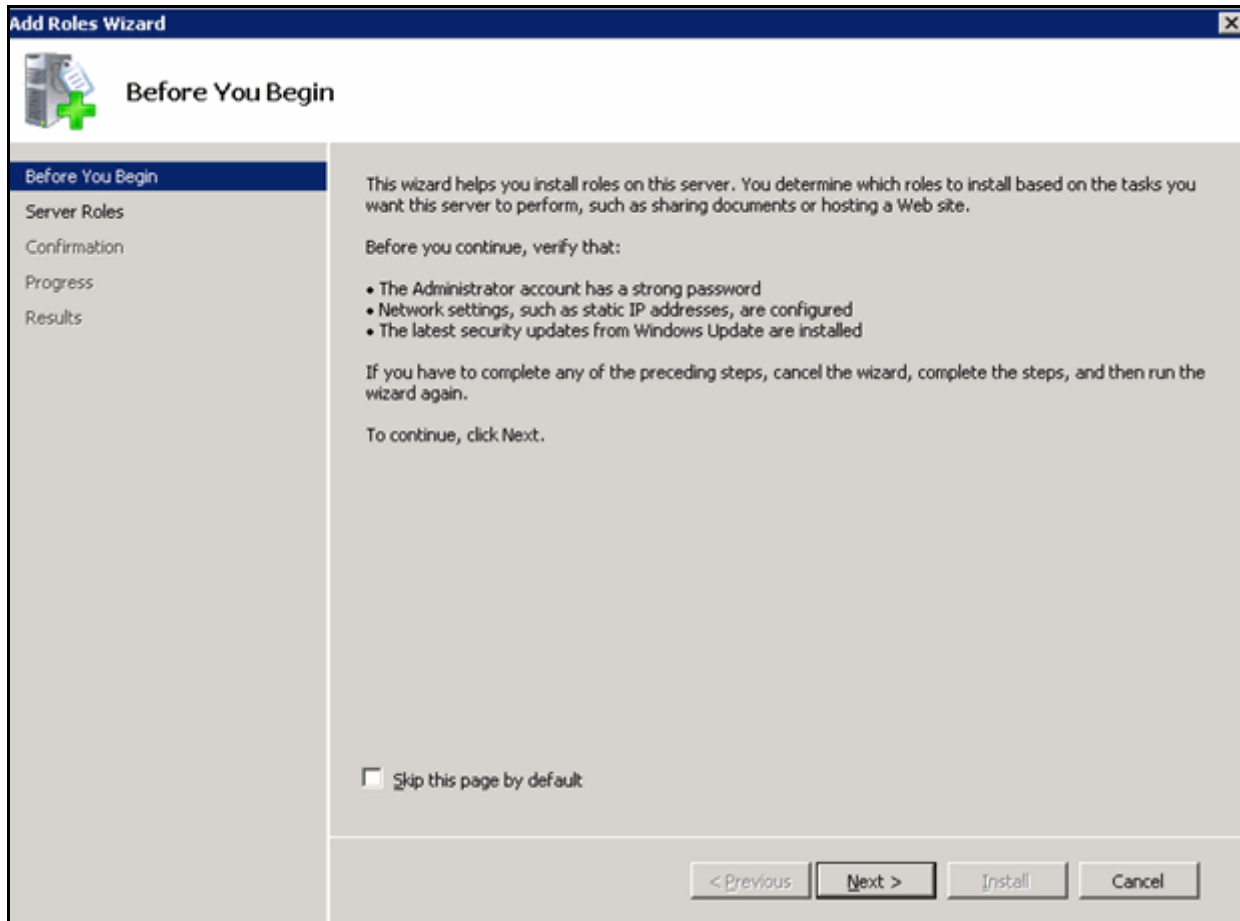 Add Roles Wizard
Before You Begin
Before You Begin
Server Roles
Confirmation
Progress
Results
This wizard helps you install roles on this server. You determine which roles to install based on the tasks you
want this server to perform, such as sharing documents or hosting a Web site.
Before you continue, verify that:
• The Administrator account has a strong password
• Network settings, such as static IP addresses, are configured
• The latest security updates from Windows Update are installed
If you have to complete any of the preceding steps, cancel the wizard, complete the steps, and then run the
wizard again.
To continue, click Next.
Skip this page by default
< Previous
Next >
Install
Cancel